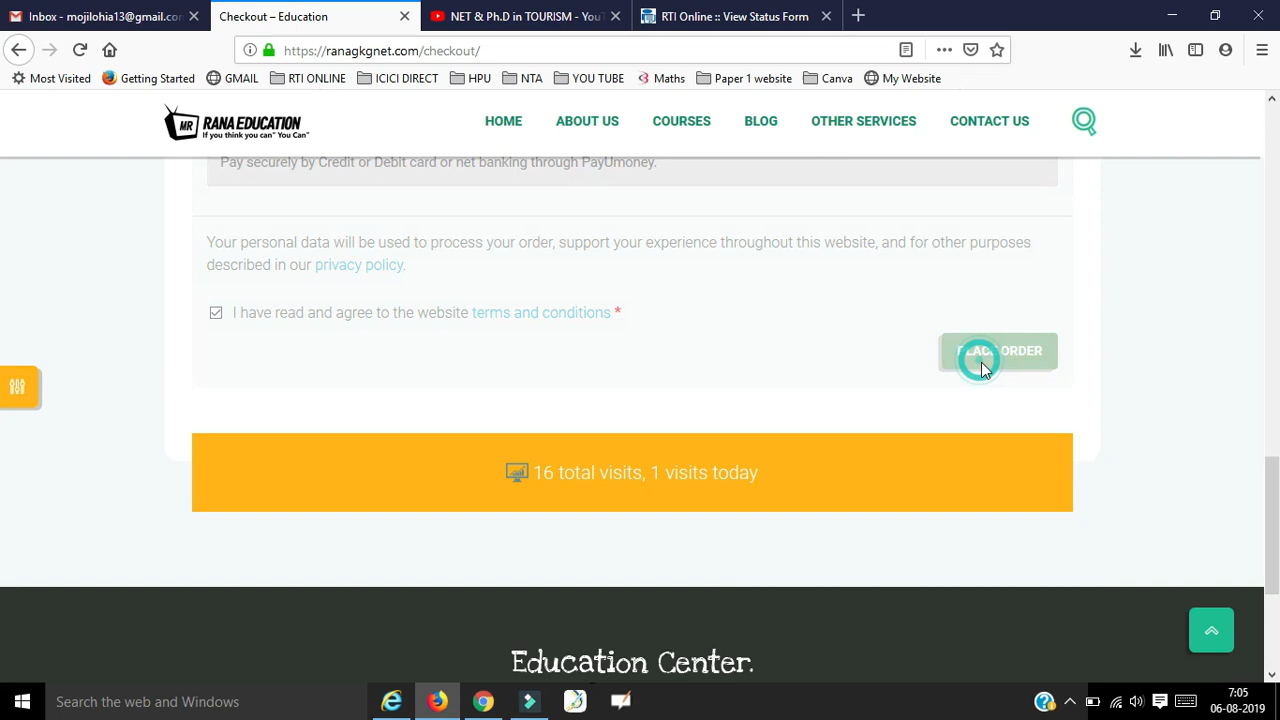 Inbox - mojilohia13@gmail.com
Checkout – Education
NET & Ph.D in TOURISM - You
RTI Online :: View Status Form
https://ranagkgnet.com/checkout/
Most Visited
Getting Started
GMAIL
RTI ONLINE
ICICI DIRECT
HPU
NTA
YOU TUBE
Maths
Paper 1 website
Canva
My Website
MR RANA EDUCATION
If you think you can" You Can"
HOME
ABOUT US
COURSES
BLOG
OTHER SERVICES
CONTACT US
Pay securely by Credit or Debit card or net banking through PayUmoney.
Your personal data will be used to process your order, support your experience throughout this website, and for other purposes
described in our privacy policy.
I have read and agree to the website terms and conditions *
PLACE ORDER
16 total visits, 1 visits today
Education Center.
Search the web and Windows
7:05
06-08-2019